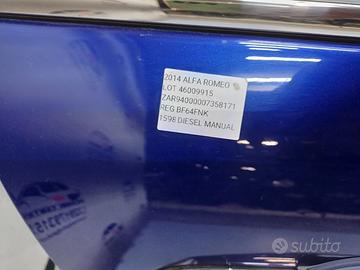 2014 ALFA ROMEO
LOT 46009915
ZAR94000007358171
REG BF64FNK
1598 DIESEL MANUAL
subito